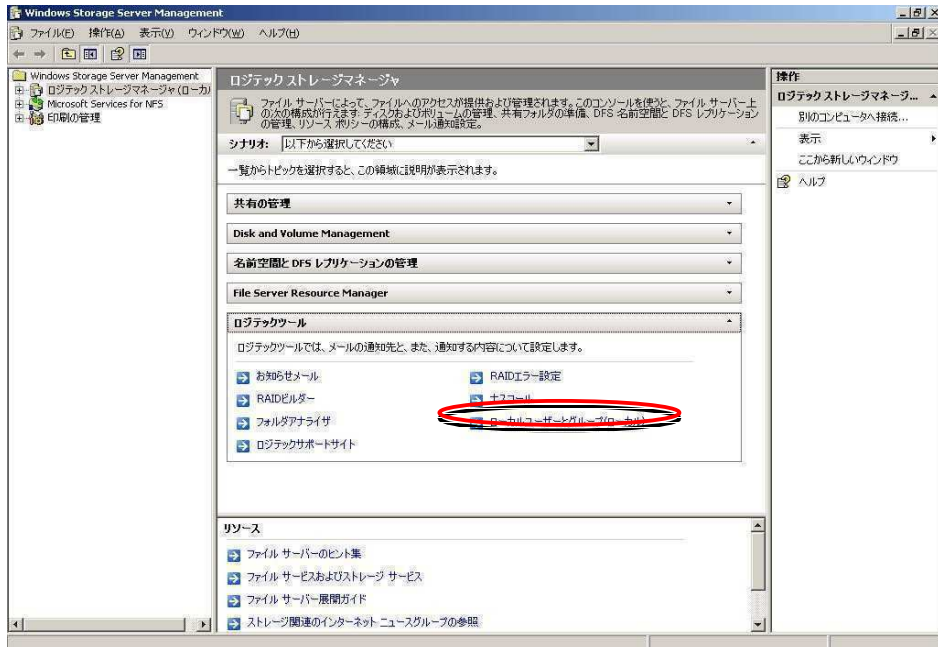 Windows Storage Server Management
ファイル(F) 操作(A) 表示(V) ウィンドウ(W) ヘルプ(H)
Windows Storage Server Management
ロジテックストレージマネージャ(ローカル
Microsoft Services for NFS
印刷の管理
ロジテック ストレージマネージャ
ファイル サーバーによって、ファイルへのアクセスが提供および管理されます。このコンソールを使うと、ファイル サーバー上
の次の構成が行えます: ディスクおよびボリュームの管理、共有フォルダの準備、DFS 名前空間と DFS レプリケーション
の管理、リソース ポリシーの構成、メール通知設定。
シナリオ: 以下から選択してください
一覧からトピックを選択すると、この領域に説明が表示されます。
共有の管理
Disk and Volume Management
名前空間と DFS レプリケーションの管理
File Server Resource Manager
ロジテックツール
ロジテックツールでは、メールの通知先と、また、通知する内容について設定します。
お知らせメール
RAIDエラー設定
RAIDビルダー
ナスコール
フォルダアナライザ
ローカルユーザーとグループ(ローカル)
ロジテックサポートサイト
リソース
ファイル サーバーのヒント集
ファイル サービスおよびストレージ サービス
ファイル サーバー展開ガイド
ストレージ関連のインターネット ニュースグループの参照
操作
ロジテック ストレージマネージ...
別のコンピュータへ接続...
表示
ここから新しいウィンドウ
ヘルプ